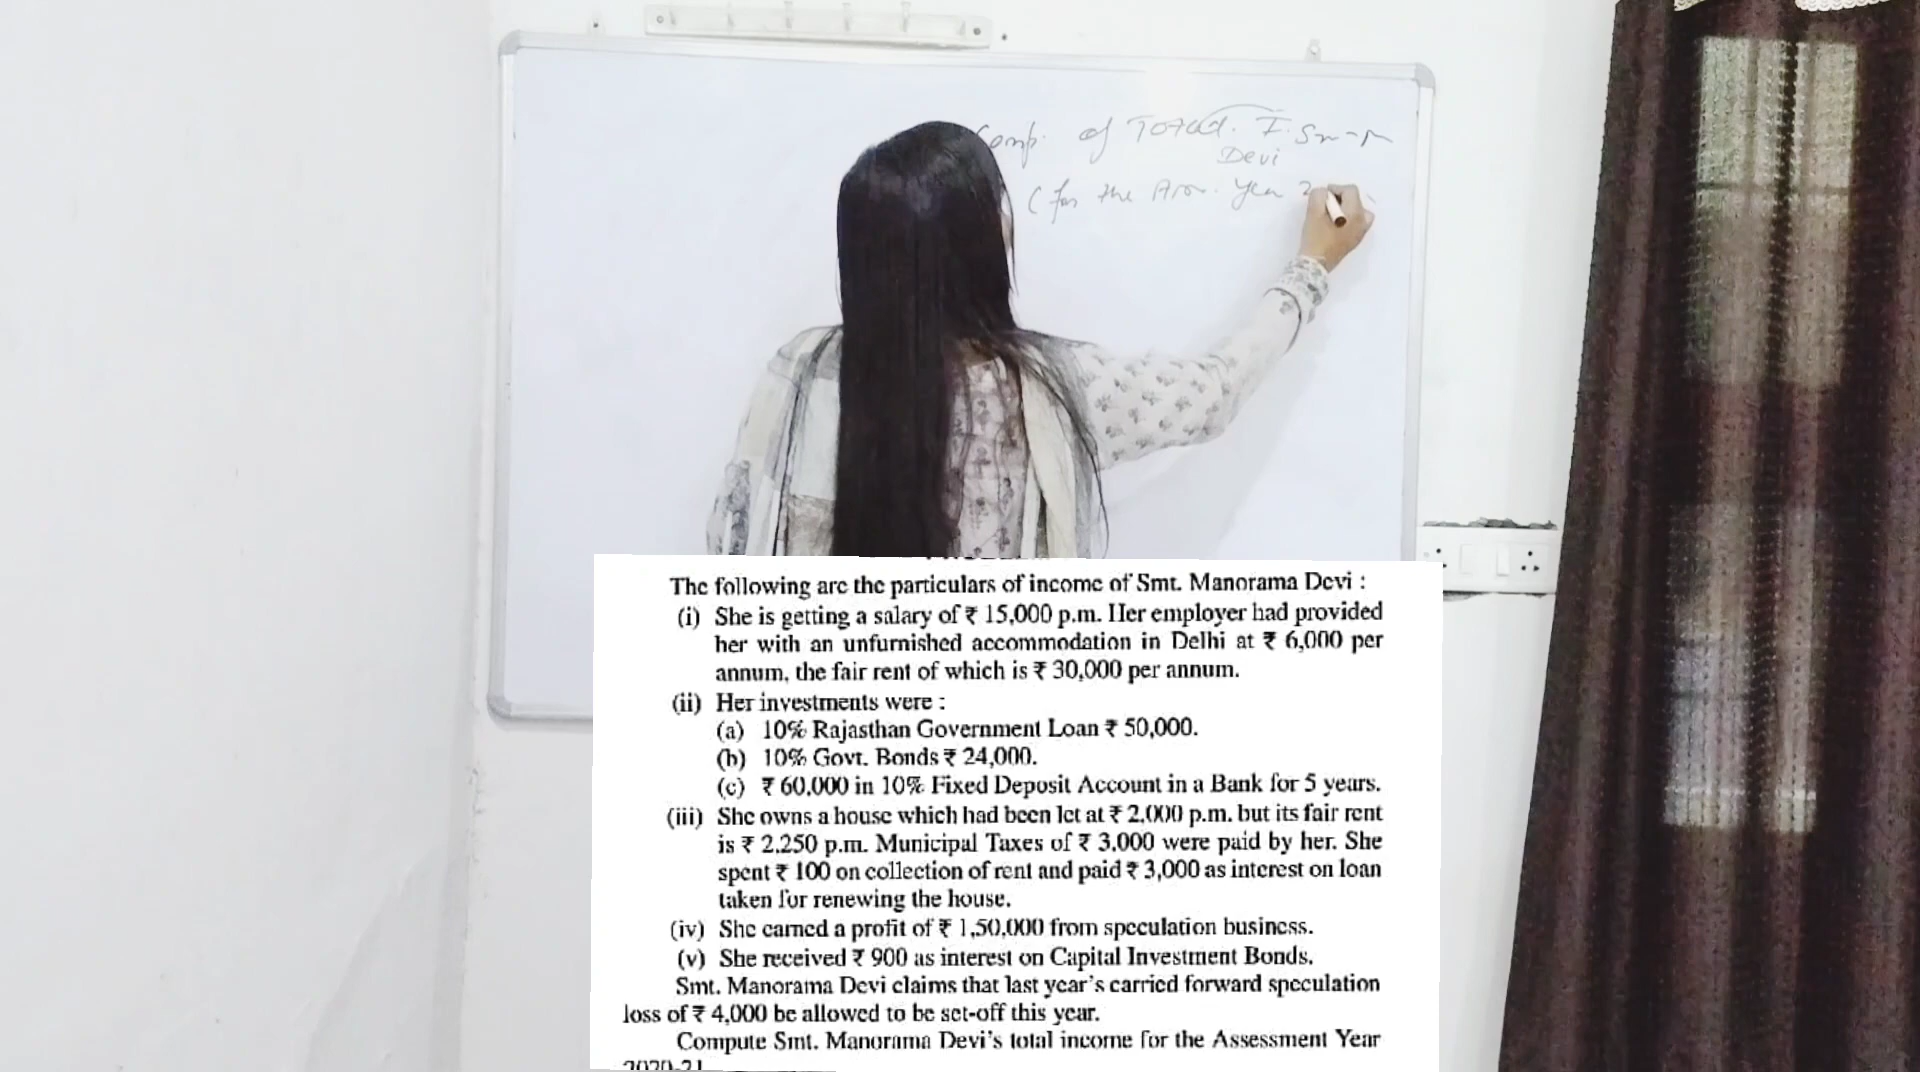 of Total. I.
Devi
(for the Year
The following are the particulars of income of Smt. Manorama Devi :
(i) She is getting a salary of ₹ 15,000 p.m. Her employer had provided
her with an unfurnished accommodation in Delhi at ₹ 6,000 per
annum, the fair rent of which is ₹ 30,000 per annum.
(ii) Her investments were :
(a) 10% Rajasthan Government Loan ₹ 50,000.
(b) 10% Govt. Bonds ₹ 24,000.
(c) ₹ 60,000 in 10% Fixed Deposit Account in a Bank for 5 years.
(iii) She owns a house which had been let at ₹ 2,000 p.m. but its fair rent
is ₹ 2,250 p.m. Municipal Taxes of ₹ 3,000 were paid by her. She
spent ₹ 100 on collection of rent and paid ₹ 3,000 as interest on loan
taken for renewing the house.
(iv) She earned a profit of ₹ 1,50,000 from speculation business.
(v) She received ₹ 900 as interest on Capital Investment Bonds.
Smt. Manorama Devi claims that last year's carried forward speculation
loss of ₹ 4,000 be allowed to be set-off this year.
Compute Smt. Manorama Devi's total income for the Assessment Year
2020-21